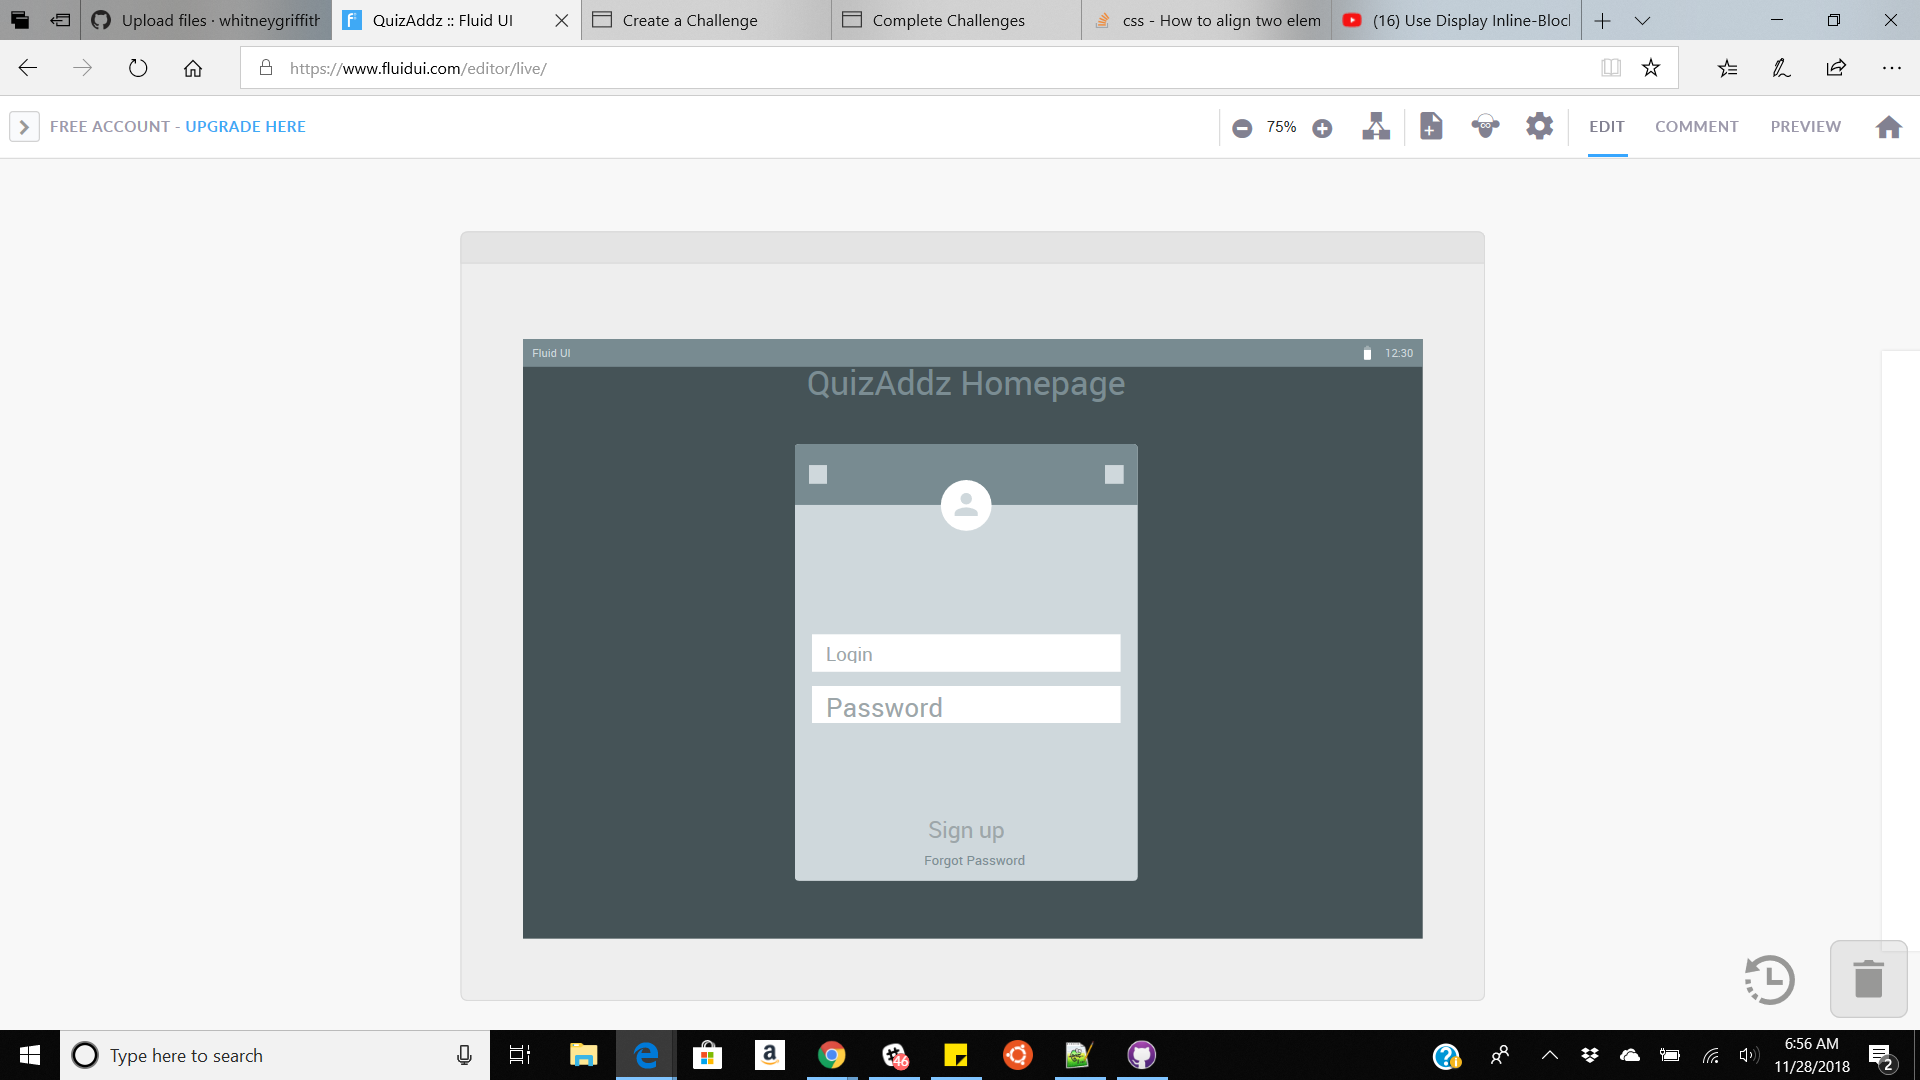 Upload files · whitneygriffith
QuizAddz :: Fluid UI
Create a Challenge
Complete Challenges
css - How to align two elem
(16) Use Display Inline-Bloc
https://www.fluidui.com/editor/live/
FREE ACCOUNT - UPGRADE HERE
75%
EDIT
COMMENT
PREVIEW
Fluid UI
12:30
QuizAddz Homepage
Login
Password
Sign up
Forgot Password
Type here to search
46
6:56 AM
11/28/2018
2